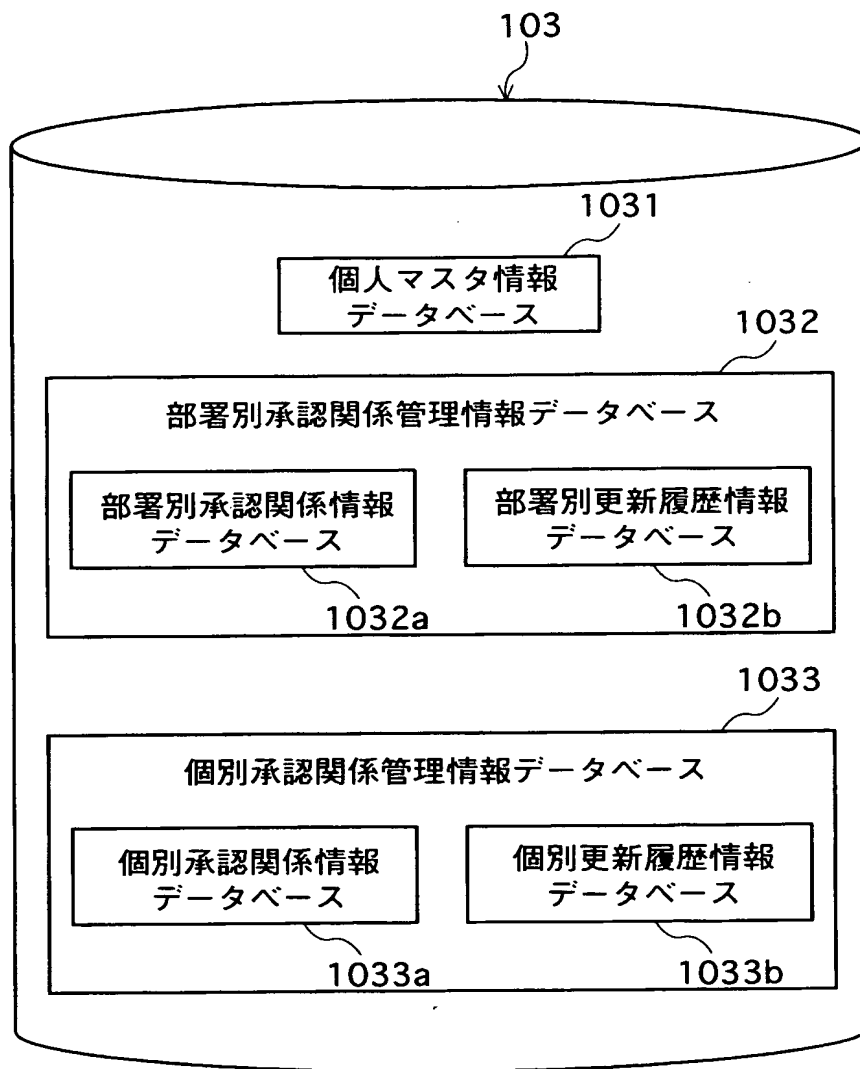 103
1031
個人マスタ情報
データベース
1032
部署別承認関係管理情報データベース
部署別承認関係情報
データベース
1032a
部署別更新履歴情報
データベース
1032b
1033
個別承認関係管理情報データベース
個別承認関係情報
データベース
1033a
個別更新履歴情報
データベース
1033b